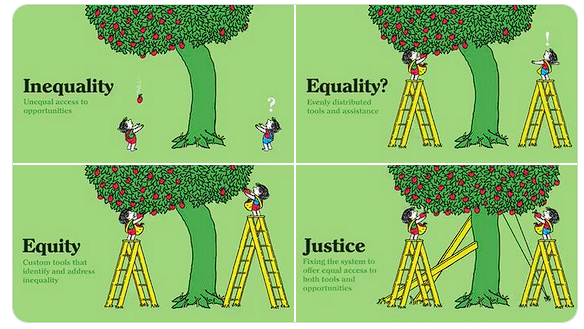 Inequality
Unequal access to
opportunities
?
Equality?
Evenly distributed
tools and assistance
!
Equity
Custom tools that
identify and address
inequality
Justice
Fixing the system to
offer equal access to
both tools and
opportunities